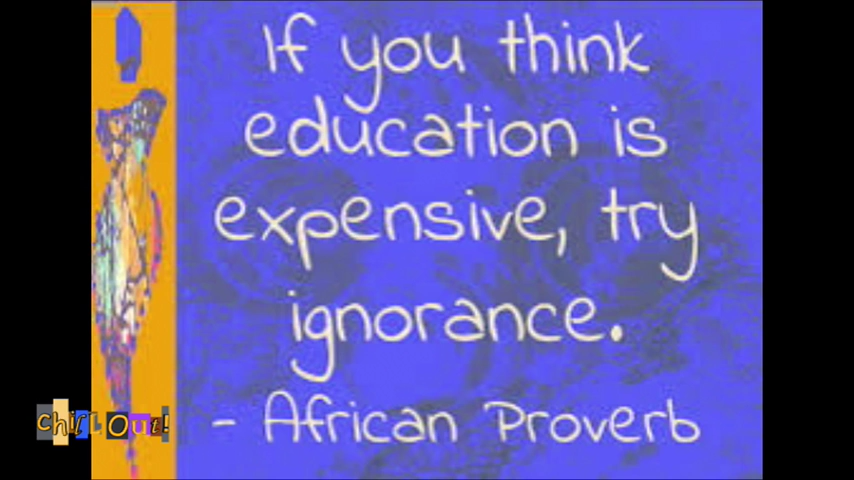 If you think
education is
expensive, try
ignorance.
- African Proverb
chiLL Out!